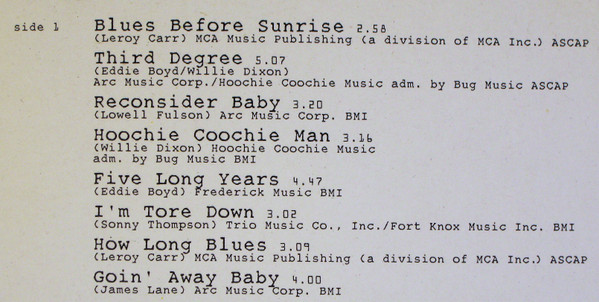 side 1
Blues Before Sunrise 2.58
(Leroy Carr) MCA Music Publishing (a division of MCA Inc.) ASCAP
Third Degree 5.07
(Eddie Boyd/Willie Dixon)
Arc Music Corp./Hoochie Coochie Music adm. by Bug Music ASCAP
Reconsider Baby 3.20
(Lowell Fulson) Arc Music Corp. BMI
Hoochie Coochie Man 3.16
(Willie Dixon) Hoochie Coochie Music
adm. by Bug Music BMI
Five Long Years 4.47
(Eddie Boyd) Frederick Music BMI
I'm Tore Down 3.02
(Sonny Thompson) Trio Music Co., Inc./Fort Knox Music Inc. BMI
How Long Blues 3.09
(Leroy Carr) MCA Music Publishing (a division of MCA Inc.) ASCAP
Goin' Away Baby 4.00
(James Lane) Arc Music Corp. BMI